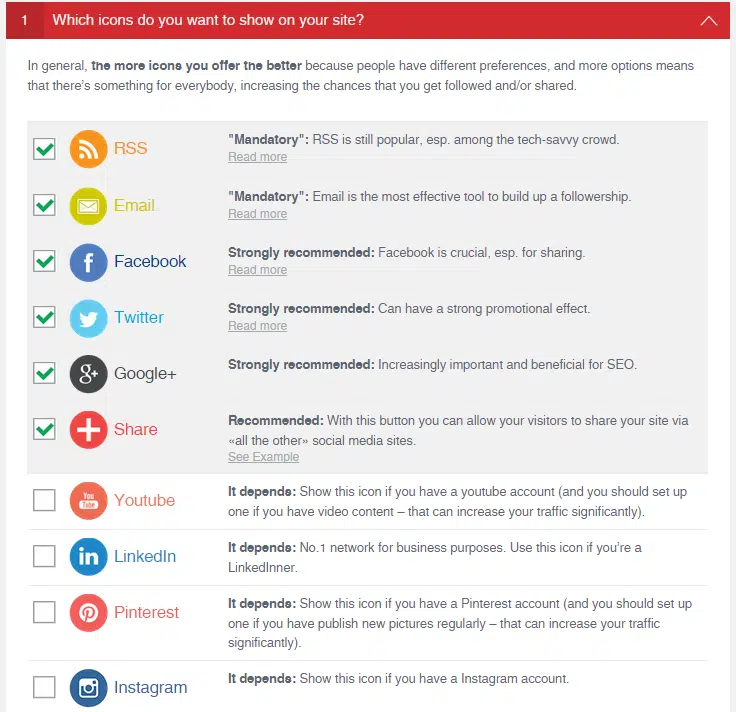 1 Which icons do you want to show on your site?
In general, the more icons you offer the better because people have different preferences, and more options means
that there's something for everybody, increasing the chances that you get followed and/or shared.
RSS
"Mandatory": RSS is still popular, esp. among the tech-savvy crowd.
Read more
Email
"Mandatory": Email is the most effective tool to build up a followership.
Read more
f Facebook
Strongly recommended: Facebook is crucial, esp. for sharing.
Read more
Twitter
Strongly recommended: Can have a strong promotional effect.
Read more
g+ Google+
Strongly recommended: Increasingly important and beneficial for SEO.
Share
Recommended: With this button you can allow your visitors to share your site via
«all the other» social media sites.
See Example
You
Tube
Youtube
It depends: Show this icon if you have a youtube account (and you should set up
one if you have video content – that can increase your traffic significantly).
in LinkedIn
It depends: No.1 network for business purposes. Use this icon if you're a
LinkedInner.
Pinterest
It depends: Show this icon if you have a Pinterest account (and you should set up
one if you have publish new pictures regularly – that can increase your traffic
significantly).
Instagram
It depends: Show this icon if you have a Instagram account.